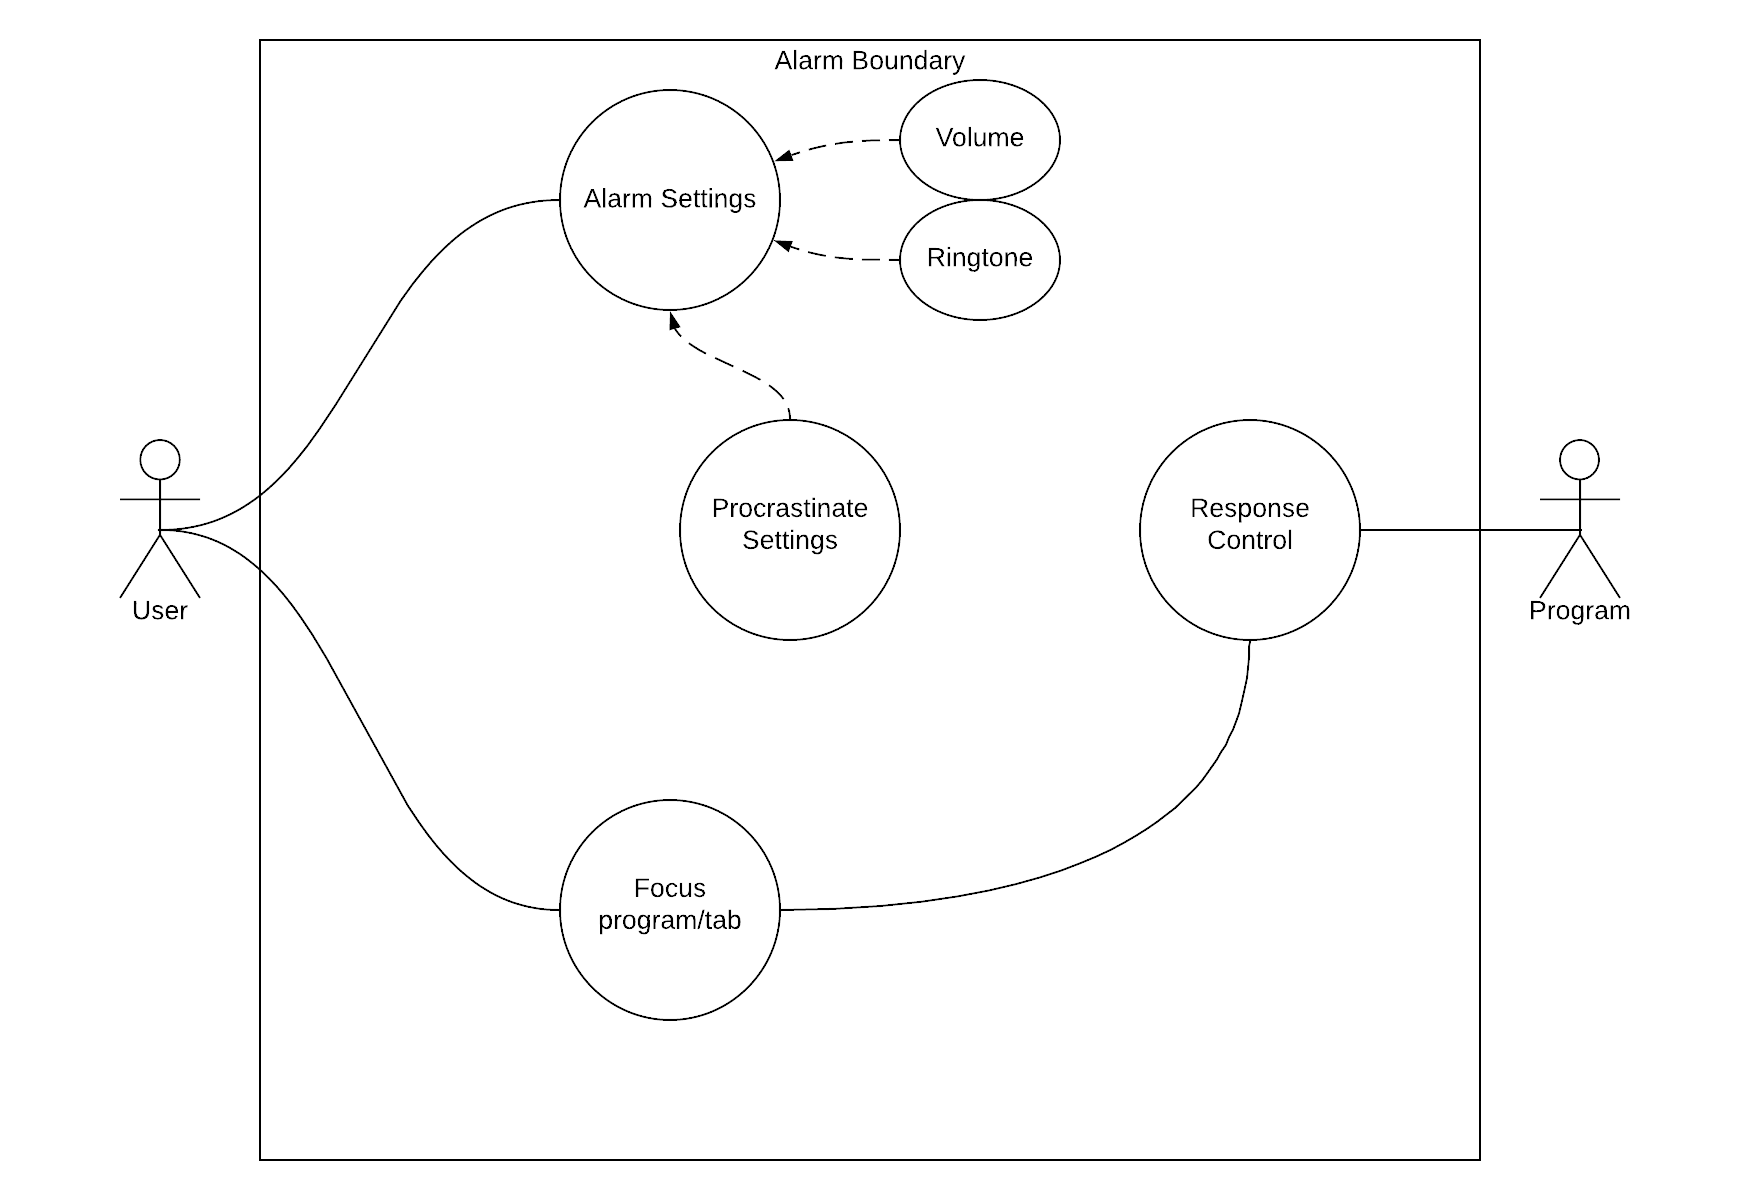 Alarm Boundary
Volume
Alarm Settings
Ringtone
Procrastinate
Settings
Response
Control
User
Program
Focus
program/tab